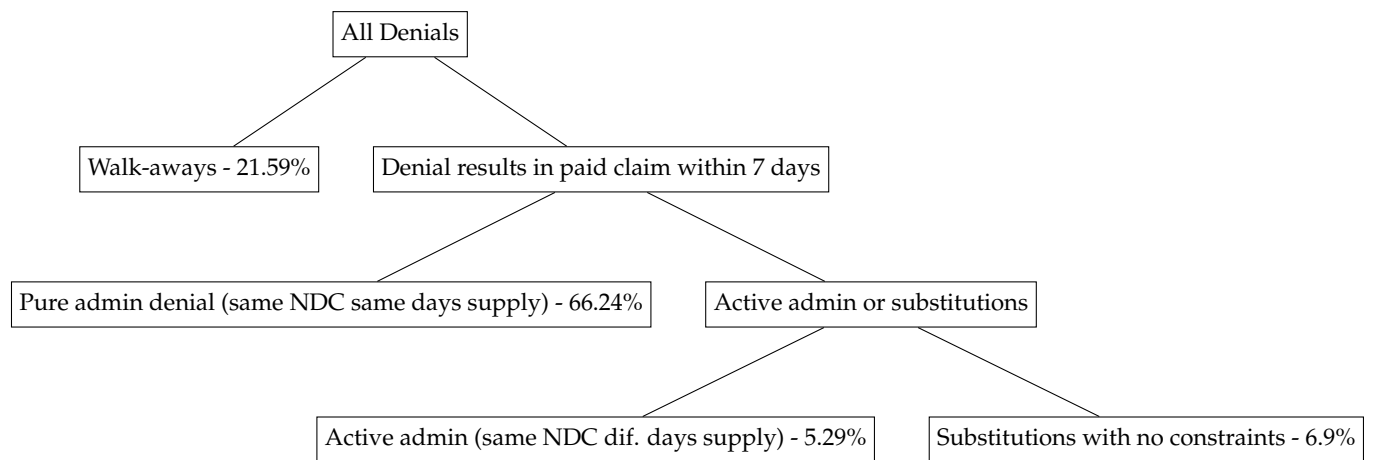 All Denials
Walk-aways - 21.59%
Denial results in paid claim within 7 days
Pure admin denial (same NDC same days supply) - 66.24%
Active admin or substitutions
Active admin (same NDC dif. days supply) - 5.29%
Substitutions with no constraints - 6.9%